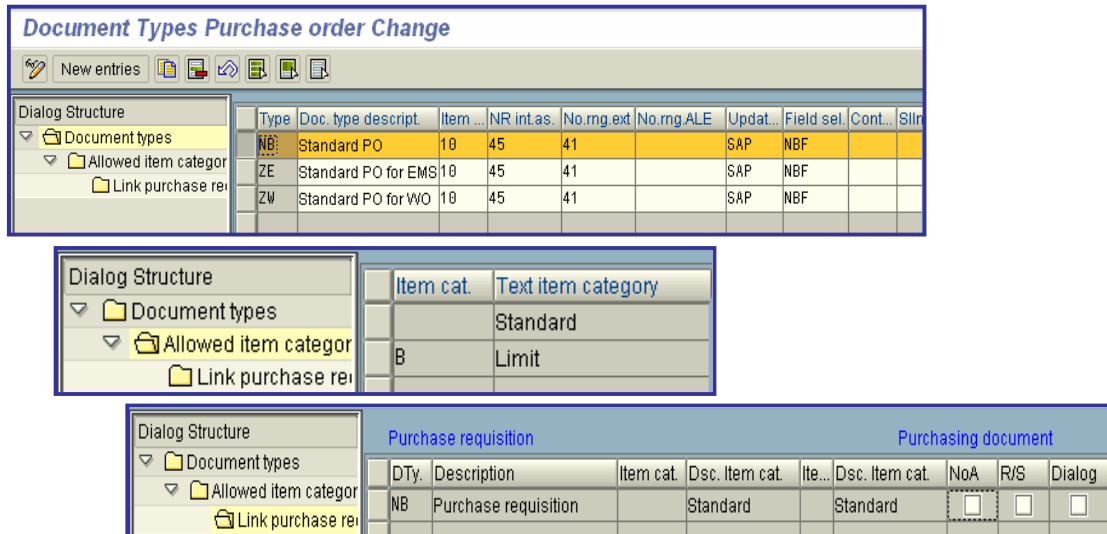 Document Types Purchase order Change
New entries
Dialog Structure
Document types
Allowed item categor
Link purchase re
Type Doc. type descript. Item ... NR int.as. No.rng.ext No.rng.ALE Updat... Field sel. Cont... SIIn
NB Standard PO 10 45 41 SAP NBF
ZE Standard PO for EMS 10 45 41 SAP NBF
ZW Standard PO for WO 10 45 41 SAP NBF
Dialog Structure
Document types
Allowed item categor
Link purchase re
Item cat. Text item category
Standard
B Limit
Dialog Structure
Document types
Allowed item categor
Link purchase re
Purchase requisition Purchasing document
DTy. Description Item cat. Dsc. Item cat. Ite... Dsc. Item cat. NoA R/S Dialog
NB Purchase requisition Standard Standard